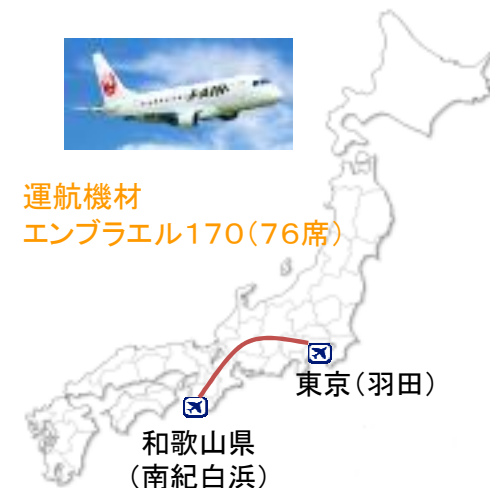 運航機材
エンブラエル１７０（７６席）
東京（羽田）
和歌山県
（南紀白浜）